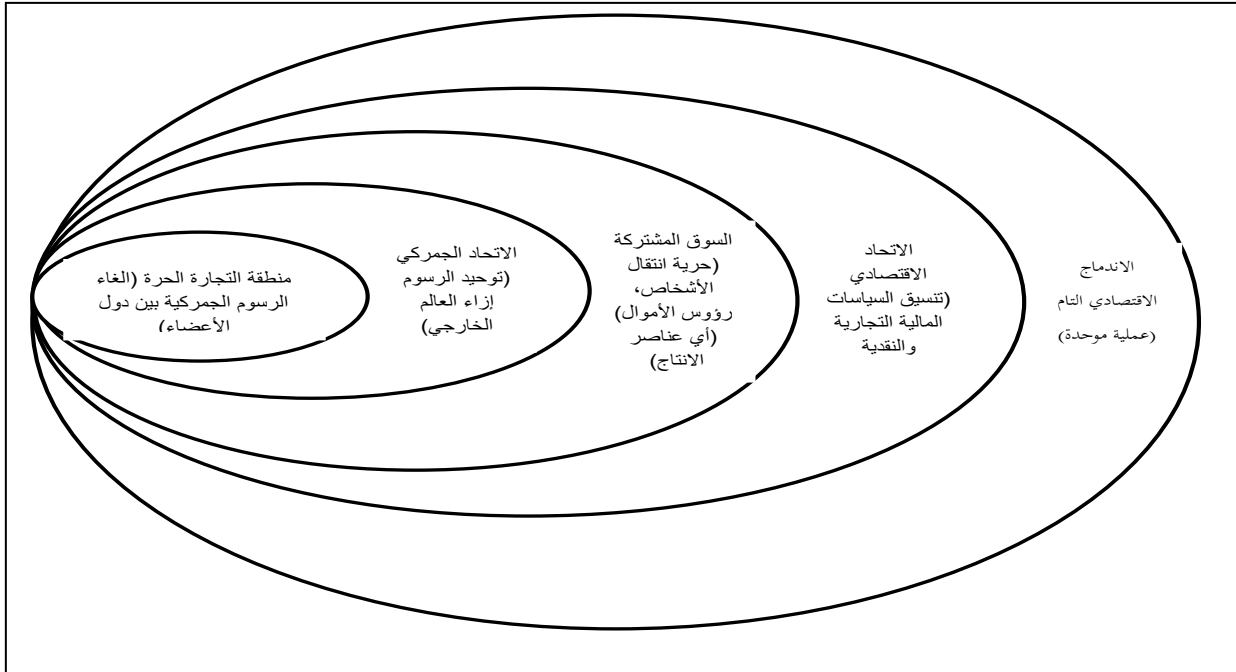 منطقة التجارة الحرة (الغاء
الرسوم الجمركية بين دول
الأعضاء)
الاتحاد الجمركي
(توحيد الرسوم
إزاء العالم
الخارجي)
السوق المشتركة
(حرية انتقال
الأشخاص،
رؤوس الأموال)
(أي عناصر
الانتاج)
الاتحاد
الاقتصادي
(تنسيق السياسات
المالية التجارية
والنقدية
الاندماج
الاقتصادي التام
(عملية موحدة)